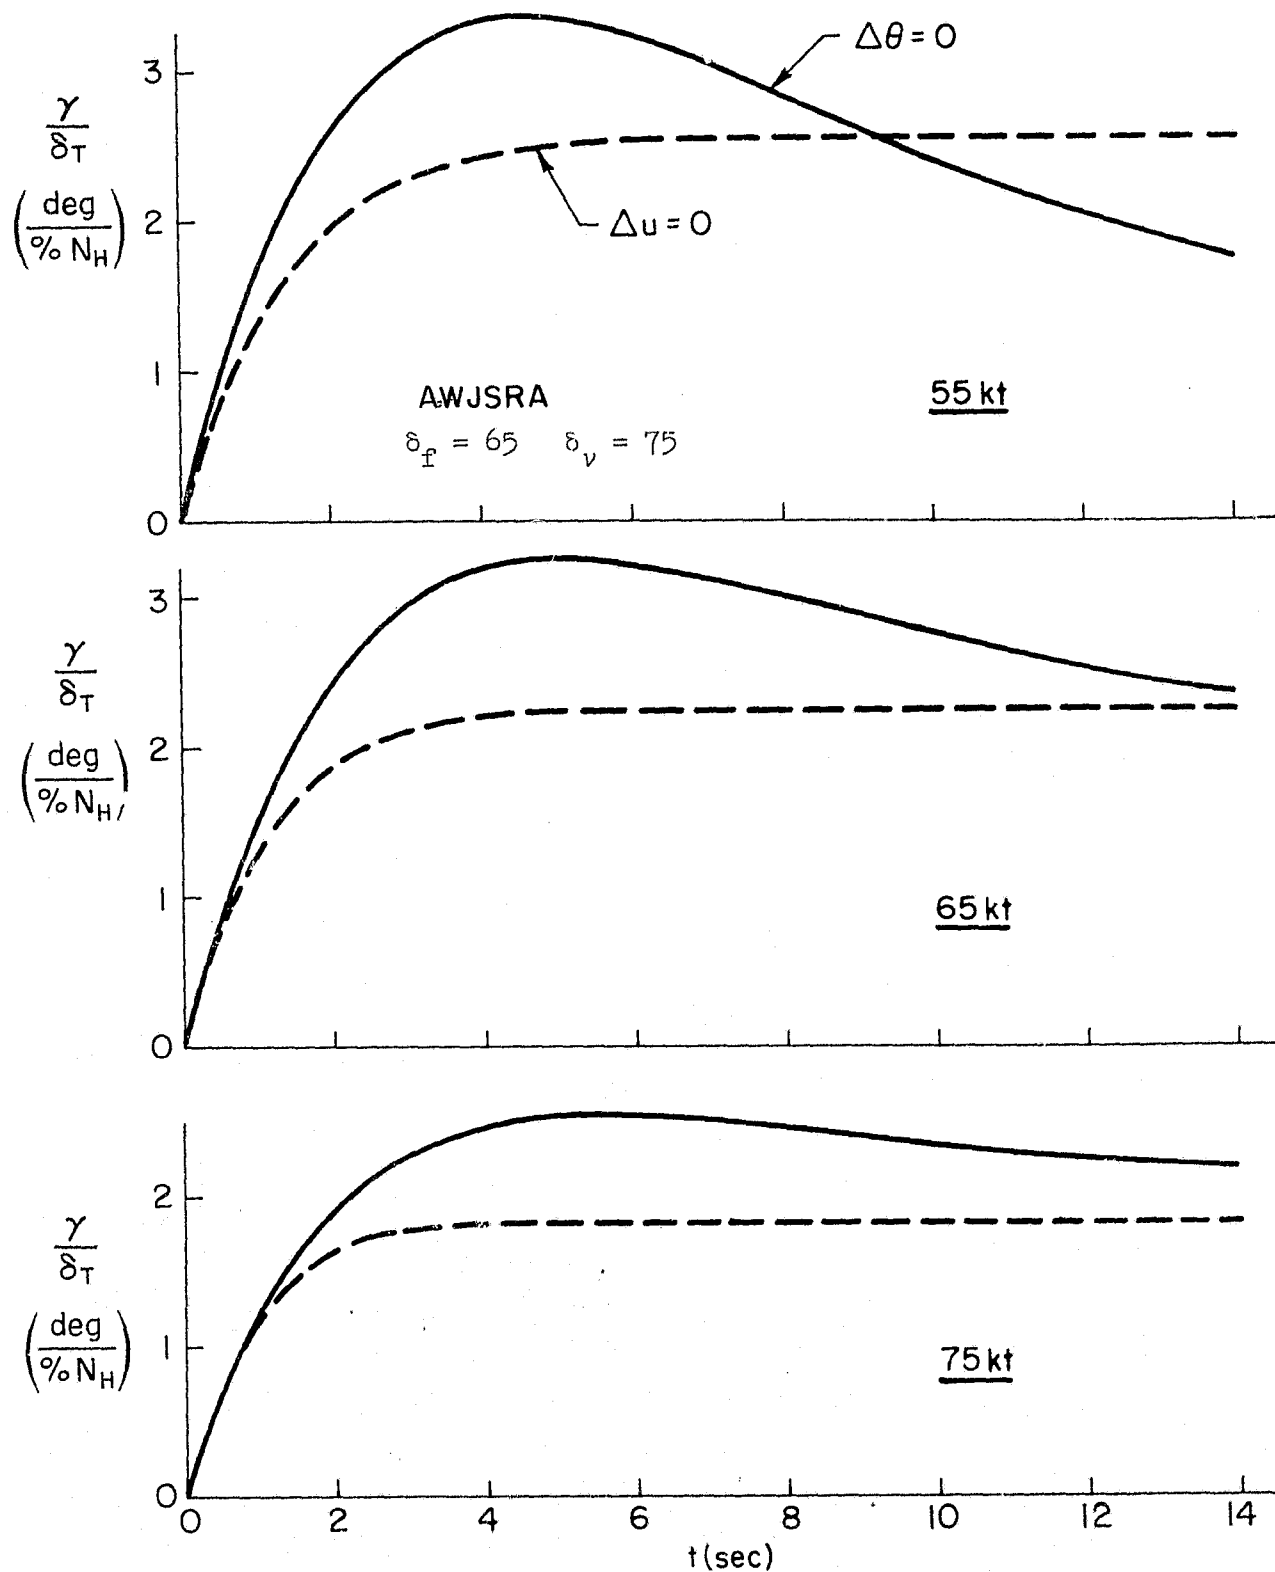 Δθ = 0
3
γ
δT
2
(deg
% NH)
Δu = 0
1
AWJSRA
55 kt
δf = 65 δν = 75
0
3
γ
δT
2
(deg
% NH)
1
65 kt
0
2
γ
δT
(deg
% NH)
1
75 kt
0
0 2 4 6 8 10 12 14
t (sec)